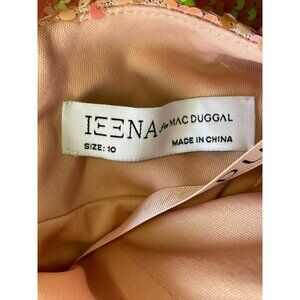 IEENA for MAC DUGGAL
SIZE: 10 MADE IN CHINA